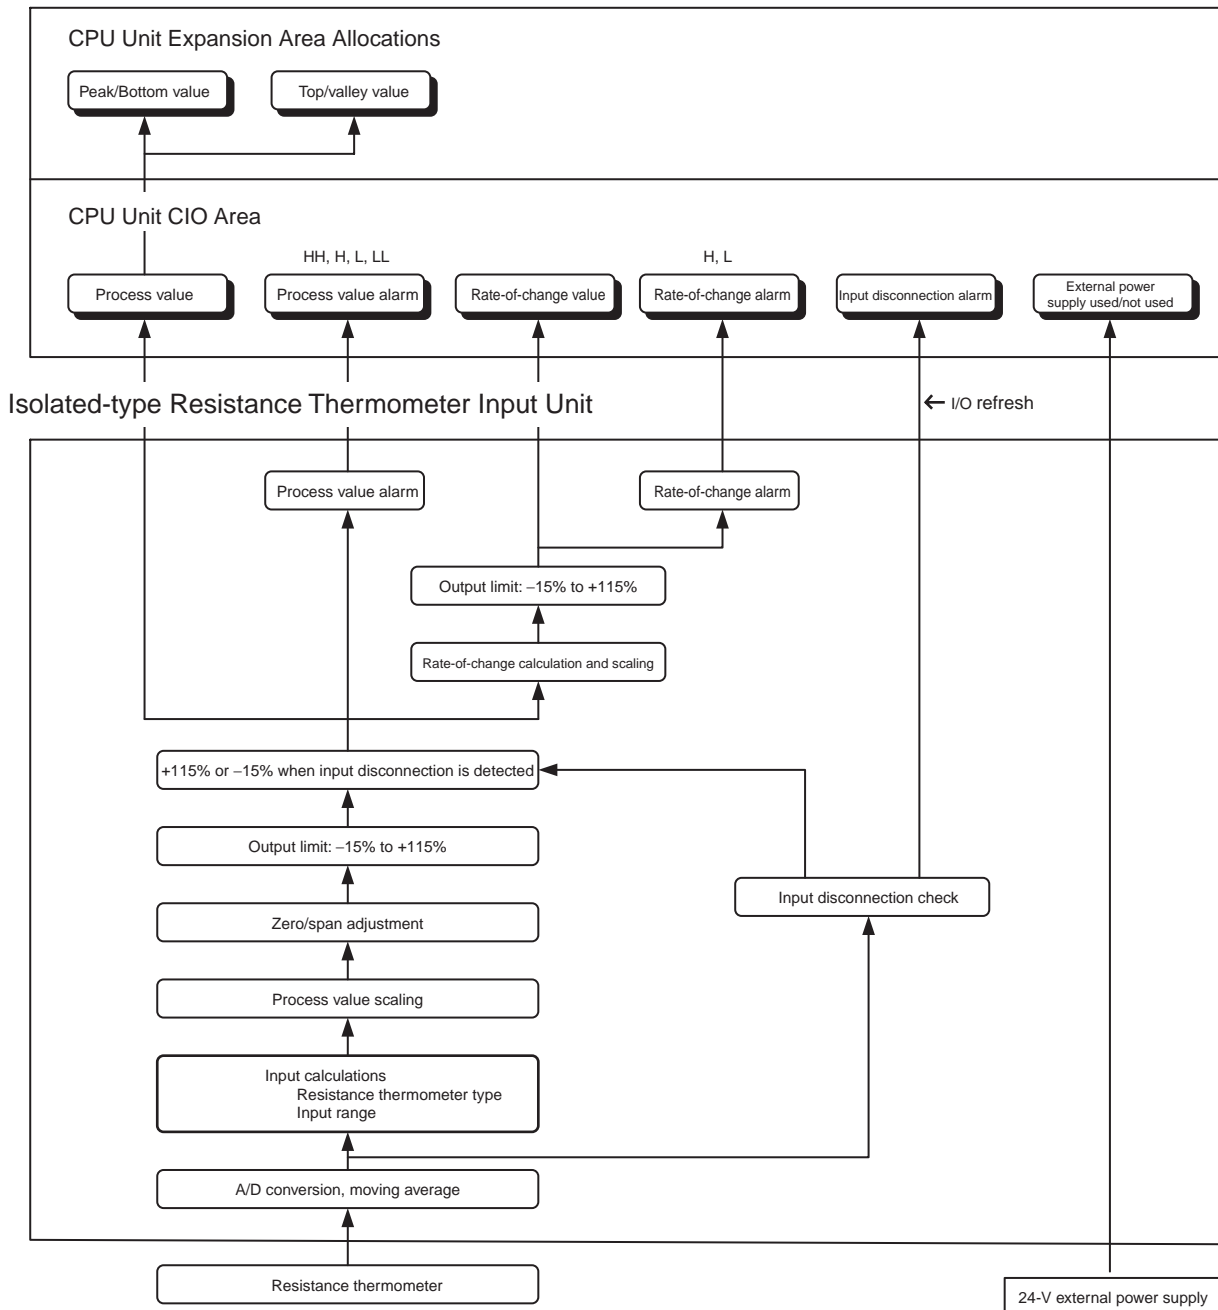 CPU Unit Expansion Area Allocations
Peak/Bottom value
Top/valley value
CPU Unit CIO Area
HH, H, L, LL
H, L
Process value
Process value alarm
Rate-of-change value
Rate-of-change alarm
Input disconnection alarm
External power
supply used/not used
Isolated-type Resistance Thermometer Input Unit
← I/O refresh
Process value alarm
Rate-of-change alarm
Output limit: −15% to +115%
Rate-of-change calculation and scaling
+115% or −15% when input disconnection is detected
Output limit: −15% to +115%
Input disconnection check
Zero/span adjustment
Process value scaling
Input calculations
Resistance thermometer type
Input range
A/D conversion, moving average
Resistance thermometer
24-V external power supply